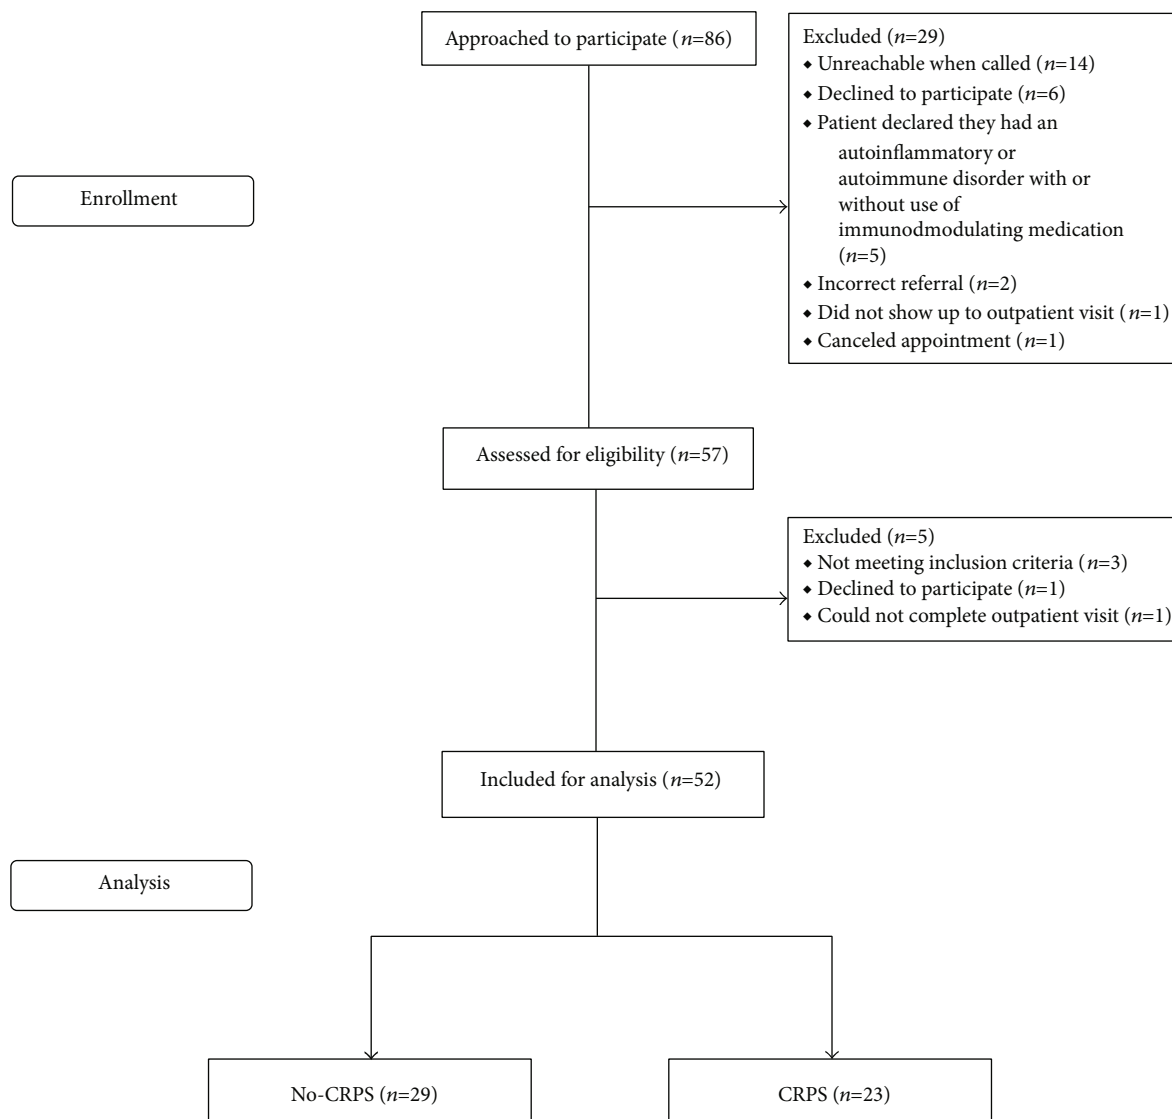 Approached to participate (n=86)
Excluded (n=29)
◆ Unreachable when called (n=14)
◆ Declined to participate (n=6)
◆ Patient declared they had an
autoinflammatory or
autoimmune disorder with or
without use of
immunodmodulating medication
(n=5)
◆ Incorrect referral (n=2)
◆ Did not show up to outpatient visit (n=1)
◆ Canceled appointment (n=1)
Enrollment
Assessed for eligibility (n=57)
Excluded (n=5)
◆ Not meeting inclusion criteria (n=3)
◆ Declined to participate (n=1)
◆ Could not complete outpatient visit (n=1)
Included for analysis (n=52)
Analysis
No-CRPS (n=29)
CRPS (n=23)